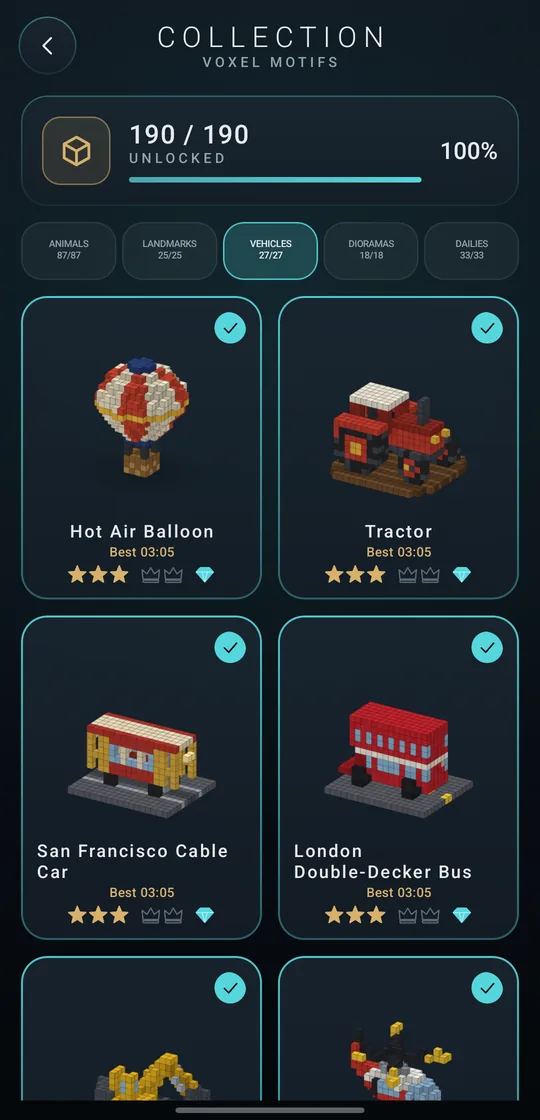 COLLECTION
VOXEL MOTIFS
190 / 190
UNLOCKED
100%
ANIMALS
87/87
LANDMARKS
25/25
VEHICLES
27/27
DIORAMAS
18/18
DAILIES
33/33
Hot Air Balloon
Best 03:05
Tractor
Best 03:05
San Francisco Cable
Car
Best 03:05
London
Double-Decker Bus
Best 03:05